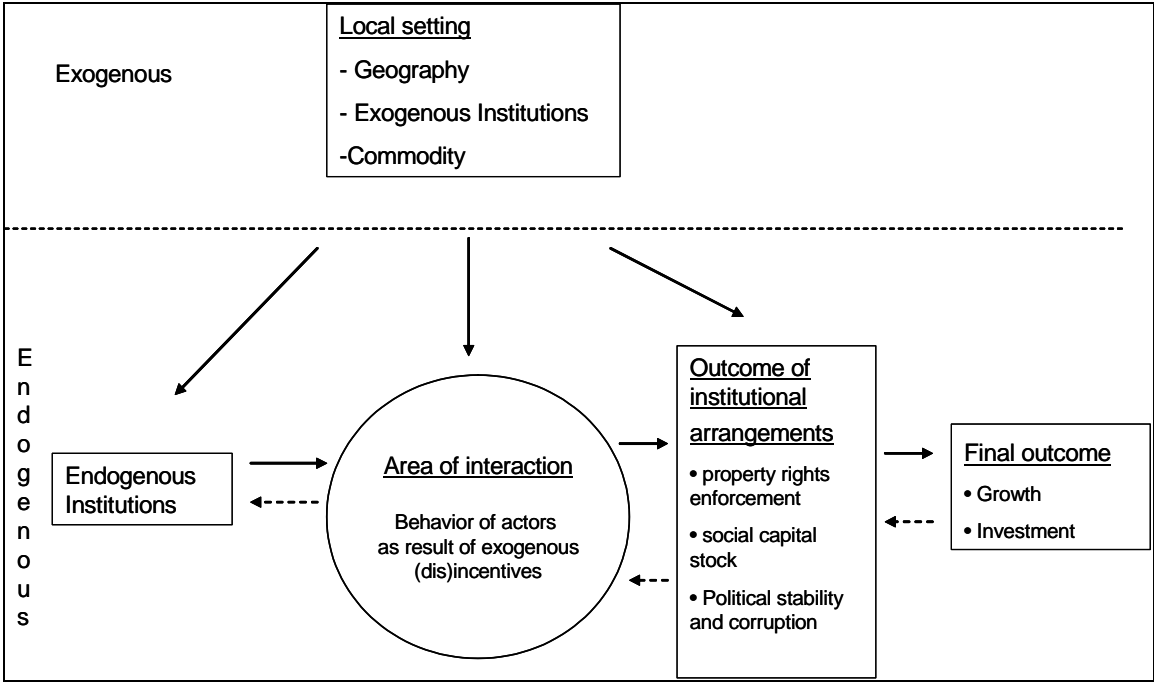 Exogenous
Local setting
- Geography
- Exogenous Institutions
-Commodity
E
n
d
o
g
e
n
o
u
s
Endogenous
Institutions
Area of interaction
Behavior of actors
as result of exogenous
(dis)incentives
Outcome of
institutional
arrangements
• property rights
enforcement
• social capital
stock
• Political stability
and corruption
Final outcome
• Growth
• Investment